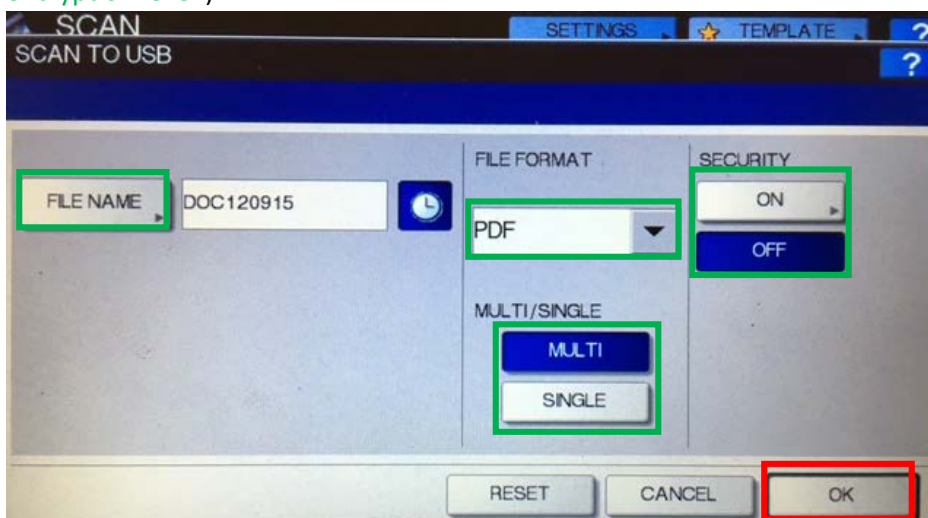 SCAN
SETTINGS
TEMPLATE
?
SCAN TO USB
?
FILE NAME
DOC120915
FILE FORMAT
PDF
SECURITY
ON
OFF
MULTI/SINGLE
MULTI
SINGLE
RESET
CANCEL
OK